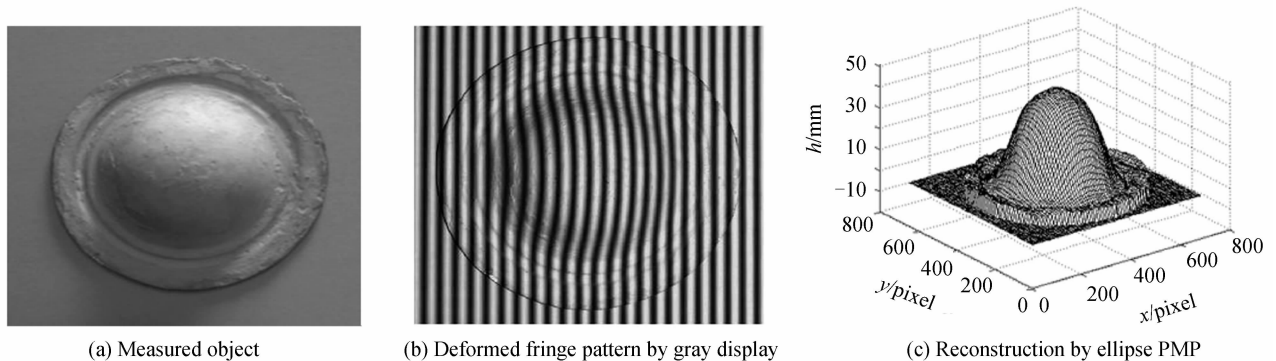 50
30
10
−10
h/mm
800
600
400
200
0
y/pixel
0
200
400
600
800
x/pixel
(a) Measured object
(b) Deformed fringe pattern by gray display
(c) Reconstruction by ellipse PMP